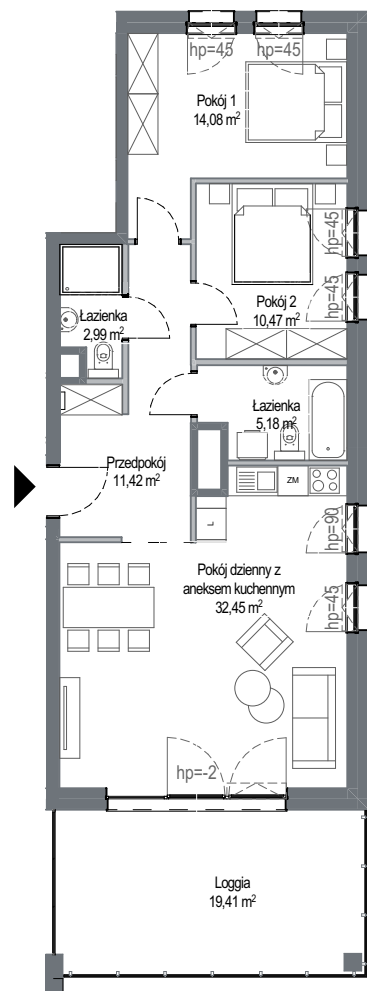 hp=45
hp=45
Pokój 1
14,08 m²
hp=45
hp=45
Pokój 2
10,47 m²
Łazienka
2,99 m²
Łazienka
5,18 m²
Przedpokój
11,42 m²
ZM
L
hp=90
Pokój dzienny z
aneksem kuchennym
32,45 m²
hp=45
hp=-2
Loggia
19,41 m²